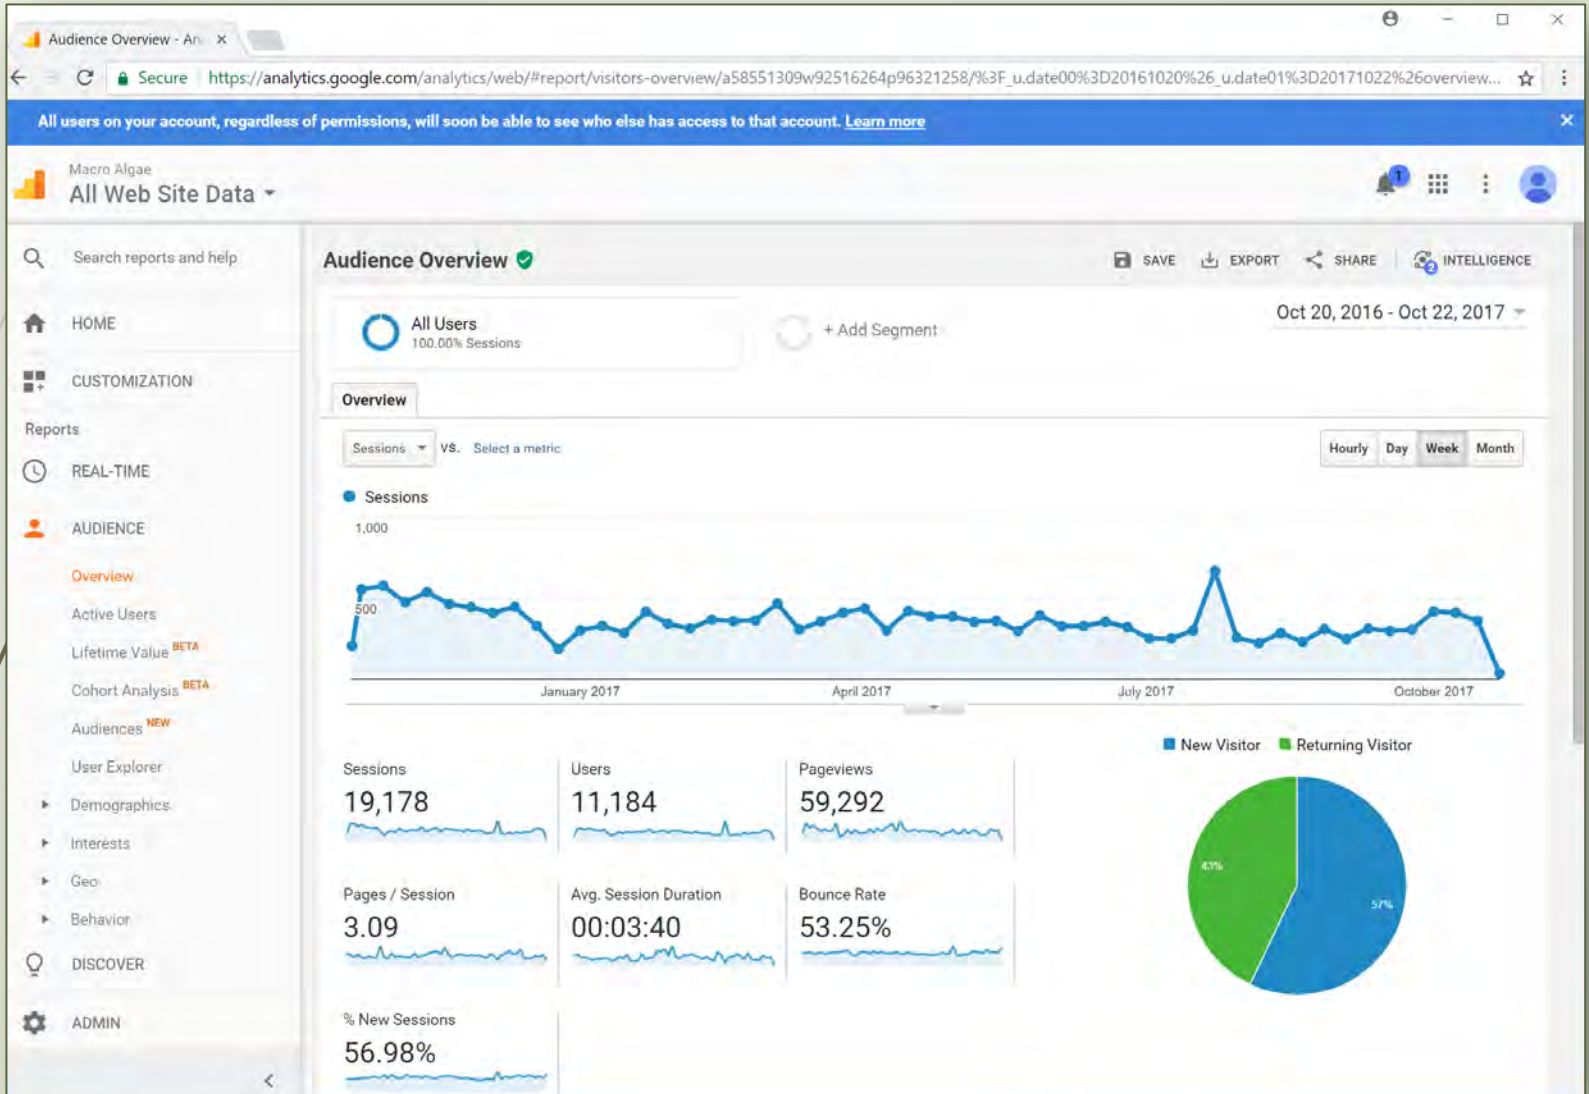 Audience Overview - An
Secure https://analytics.google.com/analytics/web/#report/visitors-overview/a58551309w92516264p96321258/%3F_u.date00%3D20161020%26_u.date01%3D20171022%26overview...
All users on your account, regardless of permissions, will soon be able to see who else has access to that account. Learn more
Macro Algae
All Web Site Data
1
Search reports and help
HOME
CUSTOMIZATION
Reports
REAL-TIME
AUDIENCE
Overview
Active Users
Lifetime Value BETA
Cohort Analysis BETA
Audiences NEW
User Explorer
Demographics
Interests
Geo
Behavior
DISCOVER
ADMIN
Audience Overview
SAVE EXPORT SHARE 2 INTELLIGENCE
All Users
100.00% Sessions
+ Add Segment
Oct 20, 2016 - Oct 22, 2017
Overview
Sessions VS. Select a metric
Hourly Day Week Month
Sessions
1,000
500
January 2017 April 2017 July 2017 October 2017
New Visitor Returning Visitor
43%
57%
Sessions
19,178
Users
11,184
Pageviews
59,292
Pages / Session
3.09
Avg. Session Duration
00:03:40
Bounce Rate
53.25%
% New Sessions
56.98%